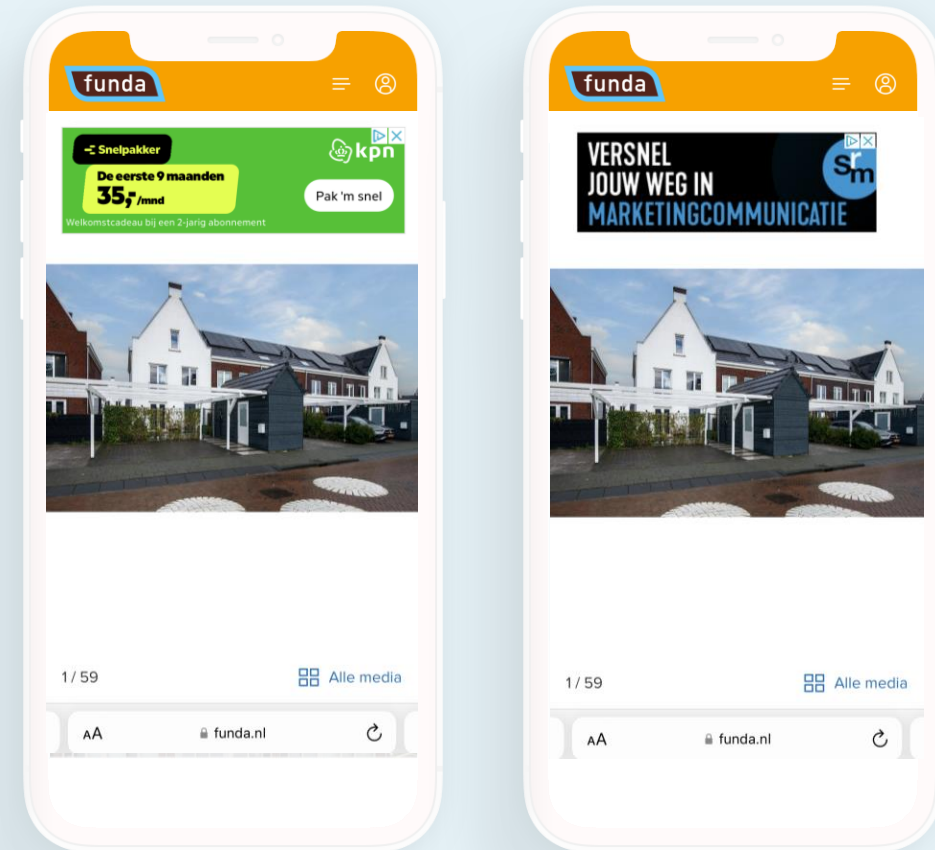 funda
Snelpakker
kpn
De eerste 9 maanden
35,- /mnd
Pak 'm snel
Welkomstcadeau bij een 2-jarig abonnement
1 / 59
Alle media
AA
funda.nl
funda
VERSNEL
JOUW WEG IN
MARKETINGCOMMUNICATIE
srm
1 / 59
Alle media
AA
funda.nl